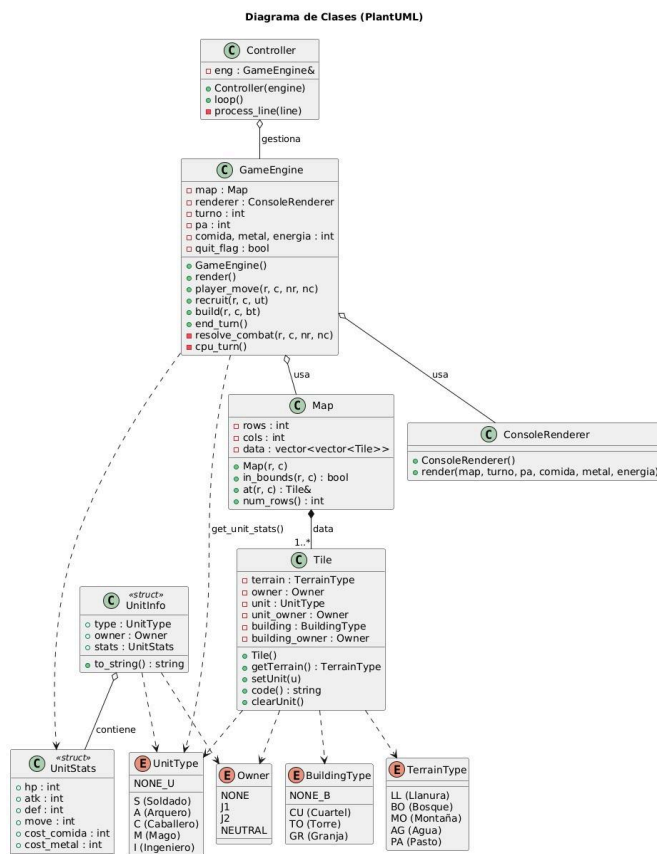 Diagrama de Clases (PlantUML)
C Controller
eng : GameEngine&
Controller(engine)
loop()
process_line(line)
gestiona
C GameEngine
map : Map
renderer : ConsoleRenderer
turno : int
pa : int
comida, metal, energia : int
quit_flag : bool
GameEngine()
render()
player_move(r, c, nr, nc)
recruit(r, c, ut)
build(r, c, bt)
end_turn()
resolve_combat(r, c, nr, nc)
cpu_turn()
usa
usa
C Map
rows : int
cols : int
data : vector<vector<Tile>>
Map(r, c)
in_bounds(r, c) : bool
at(r, c) : Tile&
num_rows() : int
C ConsoleRenderer
ConsoleRenderer()
render(map, turno, pa, comida, metal, energia)
get_unit_stats()
data
1..*
C Tile
terrain : TerrainType
owner : Owner
unit : UnitType
unit_owner : Owner
building : BuildingType
building_owner : Owner
Tile()
getTerrain() : TerrainType
setUnit(u)
code() : string
clearUnit()
C «struct»
UnitInfo
type : UnitType
owner : Owner
stats : UnitStats
to_string() : string
contiene
C «struct»
UnitStats
hp : int
atk : int
def : int
move : int
cost_comida : int
cost_metal : int
E UnitType
NONE_U
S (Soldado)
A (Arquero)
C (Caballero)
M (Mago)
I (Ingeniero)
E Owner
NONE
J1
J2
NEUTRAL
E BuildingType
NONE_B
CU (Cuartel)
TO (Torre)
GR (Granja)
E TerrainType
LL (Llanura)
BO (Bosque)
MO (Montaña)
AG (Agua)
PA (Pasto)